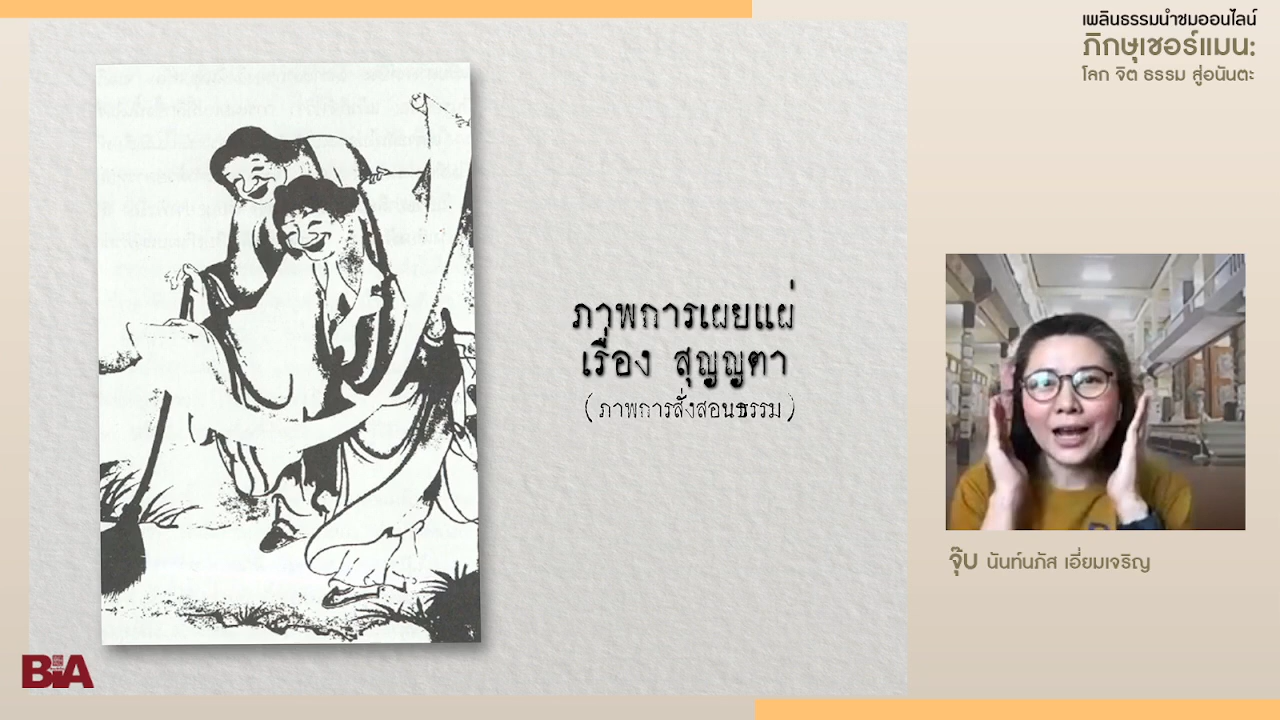 เพลินธรรมนำชมออนไลน์
ภิกษุเชอร์แมน:
โลก จิต ธรรม สู่อนันตะ
ภาพการเผยแผ่
เรื่อง สุญญตา
(ภาพการสั่งสอนธรรม)
จุ๊บ นันท์นภัส เอี่ยมเจริญ
BIA